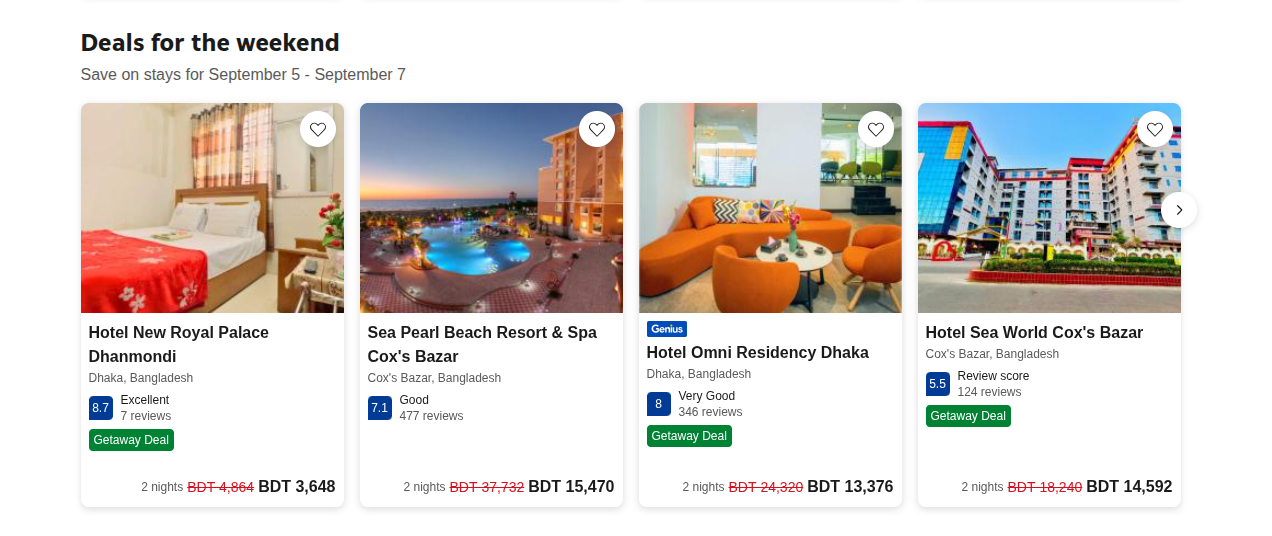 Deals for the weekend
Save on stays for September 5 - September 7
Hotel New Royal Palace
Dhanmondi
Dhaka, Bangladesh
8.7
Excellent
7 reviews
Getaway Deal
2 nights BDT 4,864 BDT 3,648
Sea Pearl Beach Resort & Spa
Cox's Bazar
Cox's Bazar, Bangladesh
7.1
Good
477 reviews
2 nights BDT 37,732 BDT 15,470
Genius
Hotel Omni Residency Dhaka
Dhaka, Bangladesh
8
Very Good
346 reviews
Getaway Deal
2 nights BDT 24,320 BDT 13,376
Hotel Sea World Cox's Bazar
Cox's Bazar, Bangladesh
5.5
Review score
124 reviews
Getaway Deal
2 nights BDT 18,240 BDT 14,592